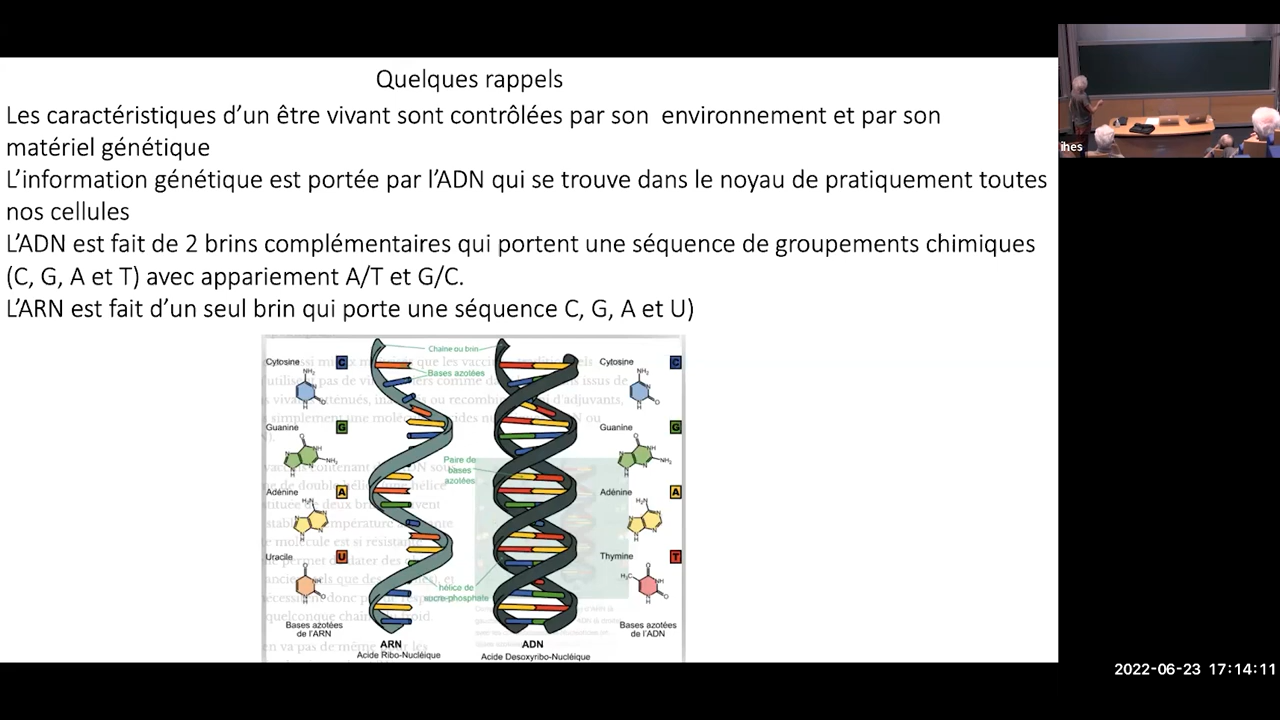 Quelques rappels
Les caractéristiques d'un être vivant sont contrôlées par son environnement et par son
matériel génétique
L'information génétique est portée par l'ADN qui se trouve dans le noyau de pratiquement toutes
nos cellules
L'ADN est fait de 2 brins complémentaires qui portent une séquence de groupements chimiques
(C, G, A et T) avec appariement A/T et G/C.
L'ARN est fait d'un seul brin qui porte une séquence C, G, A et U)
Chaîne ou brin
Cytosine C
NH₂
Bases azotées
Cytosine C
NH₂
Guanine G
Guanine G
Paire de
bases
azotées
Adénine A
Adénine A
Uracile U
Thymine T
H₃C
hélice de
sucre-phosphate
Bases azotées
de l'ARN
Bases azotées
de l'ADN
ARN
Acide Ribo-Nucléique
ADN
Acide Desoxyribo-Nucléique
ihes
2022-06-23 17:14:11